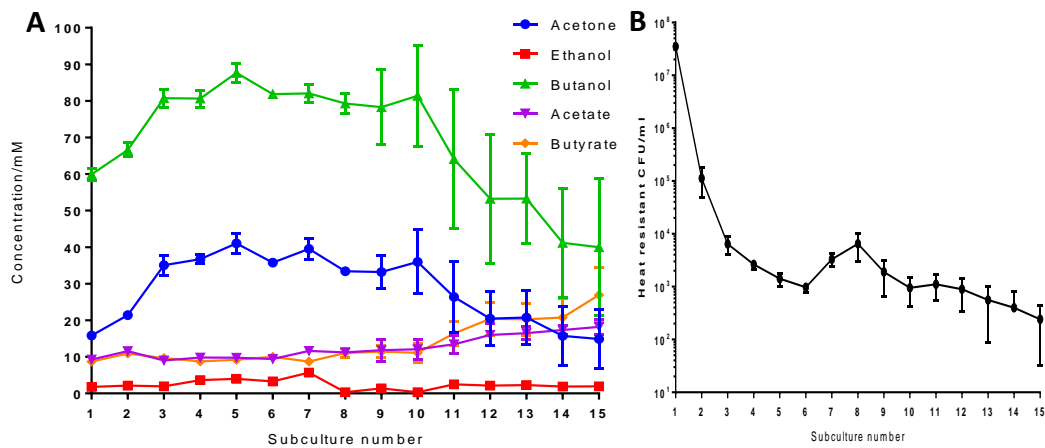 A
B
Acetone
Ethanol
Butanol
Acetate
Butyrate
Concentration/mM
100
90
80
70
60
50
40
30
20
10
0
1 2 3 4 5 6 7 8 9 10 11 12 13 14 15
Subculture number
Heat resistant CFU/ml
10^8
10^7
10^6
10^5
10^4
10^3
10^2
10^1
1 2 3 4 5 6 7 8 9 10 11 12 13 14 15
Subculture number